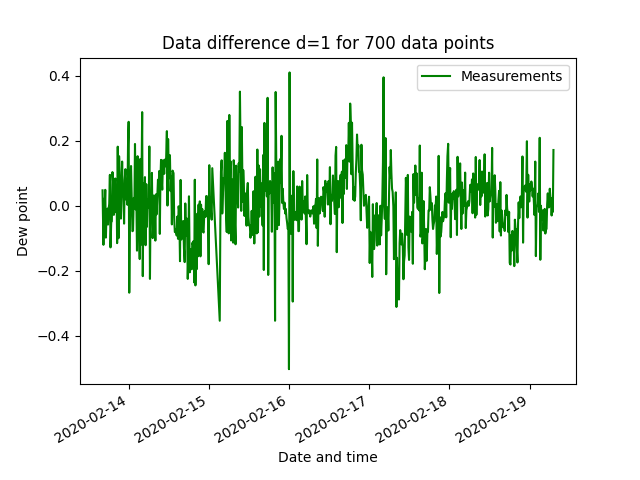 Data difference d=1 for 700 data points
Measurements
Dew point
0.4
0.2
0.0
−0.2
−0.4
2020-02-14
2020-02-15
2020-02-16
2020-02-17
2020-02-18
2020-02-19
Date and time